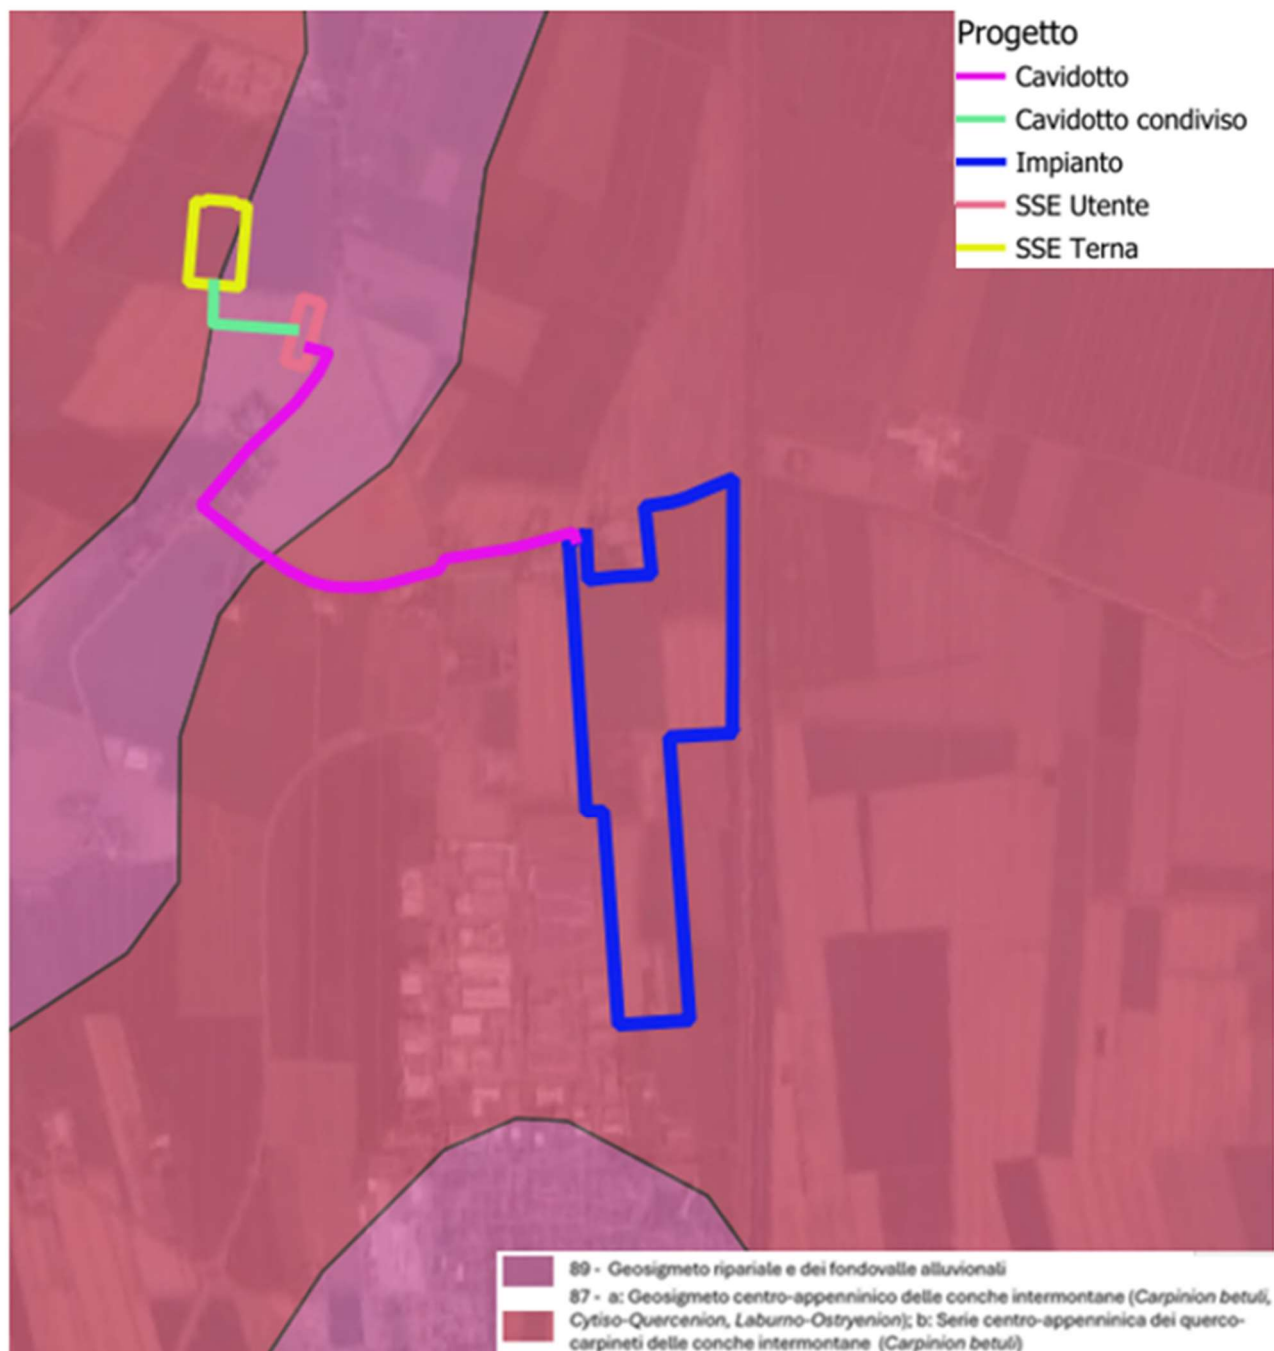 Progetto
Cavidotto
Cavidotto condiviso
Impianto
SSE Utente
SSE Terna
89 - Geosigmeto ripariale e dei fondovalle alluvionali
87 - a: Geosigmeto centro-appenninico delle conche intermontane (Carpinion betuli,
Cytiso-Quercenion, Laburno-Ostryenion); b: Serie centro-appenninica dei querco-
carpineti delle conche intermontane (Carpinion betuli)